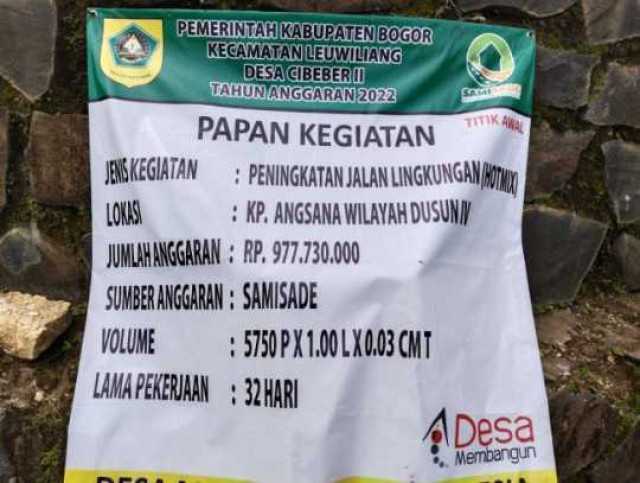 PEMERINTAH KABUPATEN BOGOR
KECAMATAN LEUWILIANG
DESA CIBEBER II
TAHUN ANGGARAN 2022
PAPAN KEGIATAN
TITIK AWAL
JENIS KEGIATAN : PENINGKATAN JALAN LINGKUNGAN (HOTMIX)
LOKASI : KP. ANGSANA WILAYAH DUSUN IV
JUMLAH ANGGARAN : RP. 977.730.000
SUMBER ANGGARAN : SAMISADE
VOLUME : 5750 P X 1.00 L X 0.03 CM T
LAMA PEKERJAAN : 32 HARI
Desa
Membangun